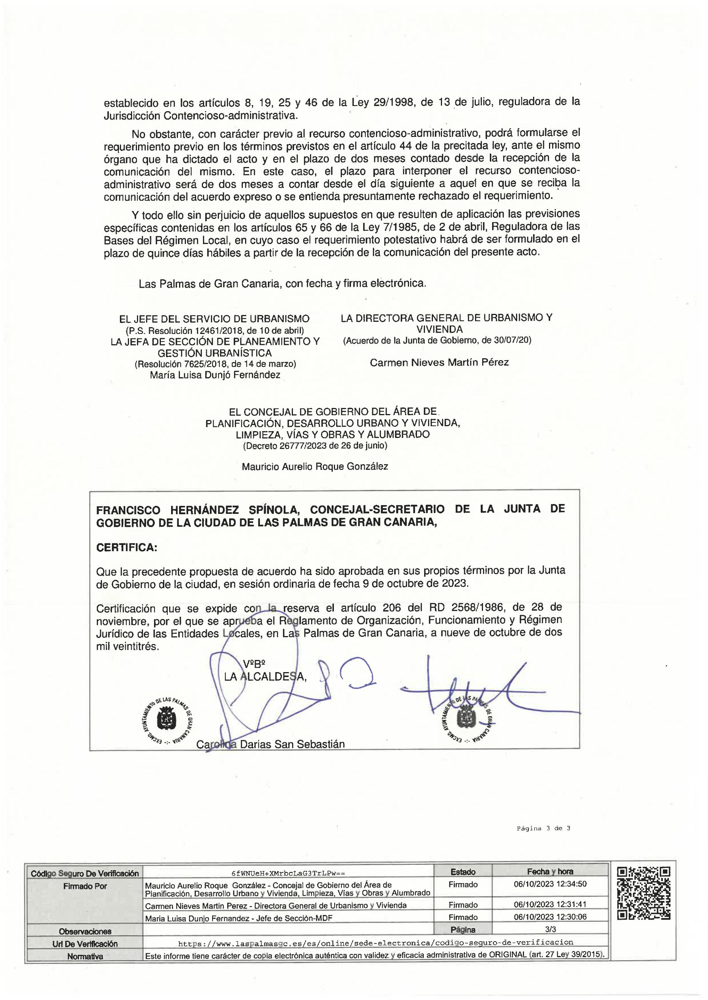 establecido en los artículos 8, 19, 25 y 46 de la Ley 29/1998, de 13 de julio, reguladora de la
Jurisdicción Contencioso-administrativa.
No obstante, con carácter previo al recurso contencioso-administrativo, podrá formularse el
requerimiento previo en los términos previstos en el artículo 44 de la precitada ley, ante el mismo
órgano que ha dictado el acto y en el plazo de dos meses contado desde la recepción de la
comunicación del mismo. En este caso, el plazo para interponer el recurso contencioso-
administrativo será de dos meses a contar desde el día siguiente a aquel en que se reciba la
comunicación del acuerdo expreso o se entienda presuntamente rechazado el requerimiento.
Y todo ello sin perjuicio de aquellos supuestos en que resulten de aplicación las previsiones
específicas contenidas en los artículos 65 y 66 de la Ley 7/1985, de 2 de abril, Reguladora de las
Bases del Régimen Local, en cuyo caso el requerimiento potestativo habrá de ser formulado en el
plazo de quince días hábiles a partir de la recepción de la comunicación del presente acto.
Las Palmas de Gran Canaria, con fecha y firma electrónica.
EL JEFE DEL SERVICIO DE URBANISMO
(P.S. Resolución 12461/2018, de 10 de abril)
LA JEFA DE SECCIÓN DE PLANEAMIENTO Y
GESTIÓN URBANÍSTICA
(Resolución 7625/2018, de 14 de marzo)
María Luisa Dunjó Fernández
LA DIRECTORA GENERAL DE URBANISMO Y
VIVIENDA
(Acuerdo de la Junta de Gobierno, de 30/07/20)
Carmen Nieves Martín Pérez
EL CONCEJAL DE GOBIERNO DEL ÁREA DE
PLANIFICACIÓN, DESARROLLO URBANO Y VIVIENDA,
LIMPIEZA, VÍAS Y OBRAS Y ALUMBRADO
(Decreto 26777/2023 de 26 de junio)
Mauricio Aurelio Roque González
FRANCISCO HERNÁNDEZ SPÍNOLA, CONCEJAL-SECRETARIO DE LA JUNTA DE
GOBIERNO DE LA CIUDAD DE LAS PALMAS DE GRAN CANARIA,
CERTIFICA:
Que la precedente propuesta de acuerdo ha sido aprobada en sus propios términos por la Junta
de Gobierno de la ciudad, en sesión ordinaria de fecha 9 de octubre de 2023.
Certificación que se expide con la reserva el artículo 206 del RD 2568/1986, de 28 de
noviembre, por el que se aprueba el Reglamento de Organización, Funcionamiento y Régimen
Jurídico de las Entidades Locales, en Las Palmas de Gran Canaria, a nueve de octubre de dos
mil veintitrés.
VºBº
LA ALCALDESA,
EXCMO. AYUNTAMIENTO DE LAS PALMAS DE GRAN CANARIA -:-
EXCMO. AYUNTAMIENTO DE LAS PALMAS DE GRAN CANARIA -:-
Carolina Darias San Sebastián
Página 3 de 3
Código Seguro De Verificación 6fWNUeH+XMrbcLaG3TrLPw== Estado Fecha y hora
Firmado Por Mauricio Aurelio Roque González - Concejal de Gobierno del Área de Firmado 06/10/2023 12:34:50
Planificación, Desarrollo Urbano y Vivienda, Limpieza, Vías y Obras y Alumbrado
Carmen Nieves Martin Perez - Directora General de Urbanismo y Vivienda Firmado 06/10/2023 12:31:41
Maria Luisa Dunjo Fernandez - Jefe de Sección-MDF Firmado 06/10/2023 12:30:06
Observaciones Página 3/3
Url De Verificación https://www.laspalmasgc.es/es/online/sede-electronica/codigo-seguro-de-verificacion
Normativa Este informe tiene carácter de copia electrónica auténtica con validez y eficacia administrativa de ORIGINAL (art. 27 Ley 39/2015).